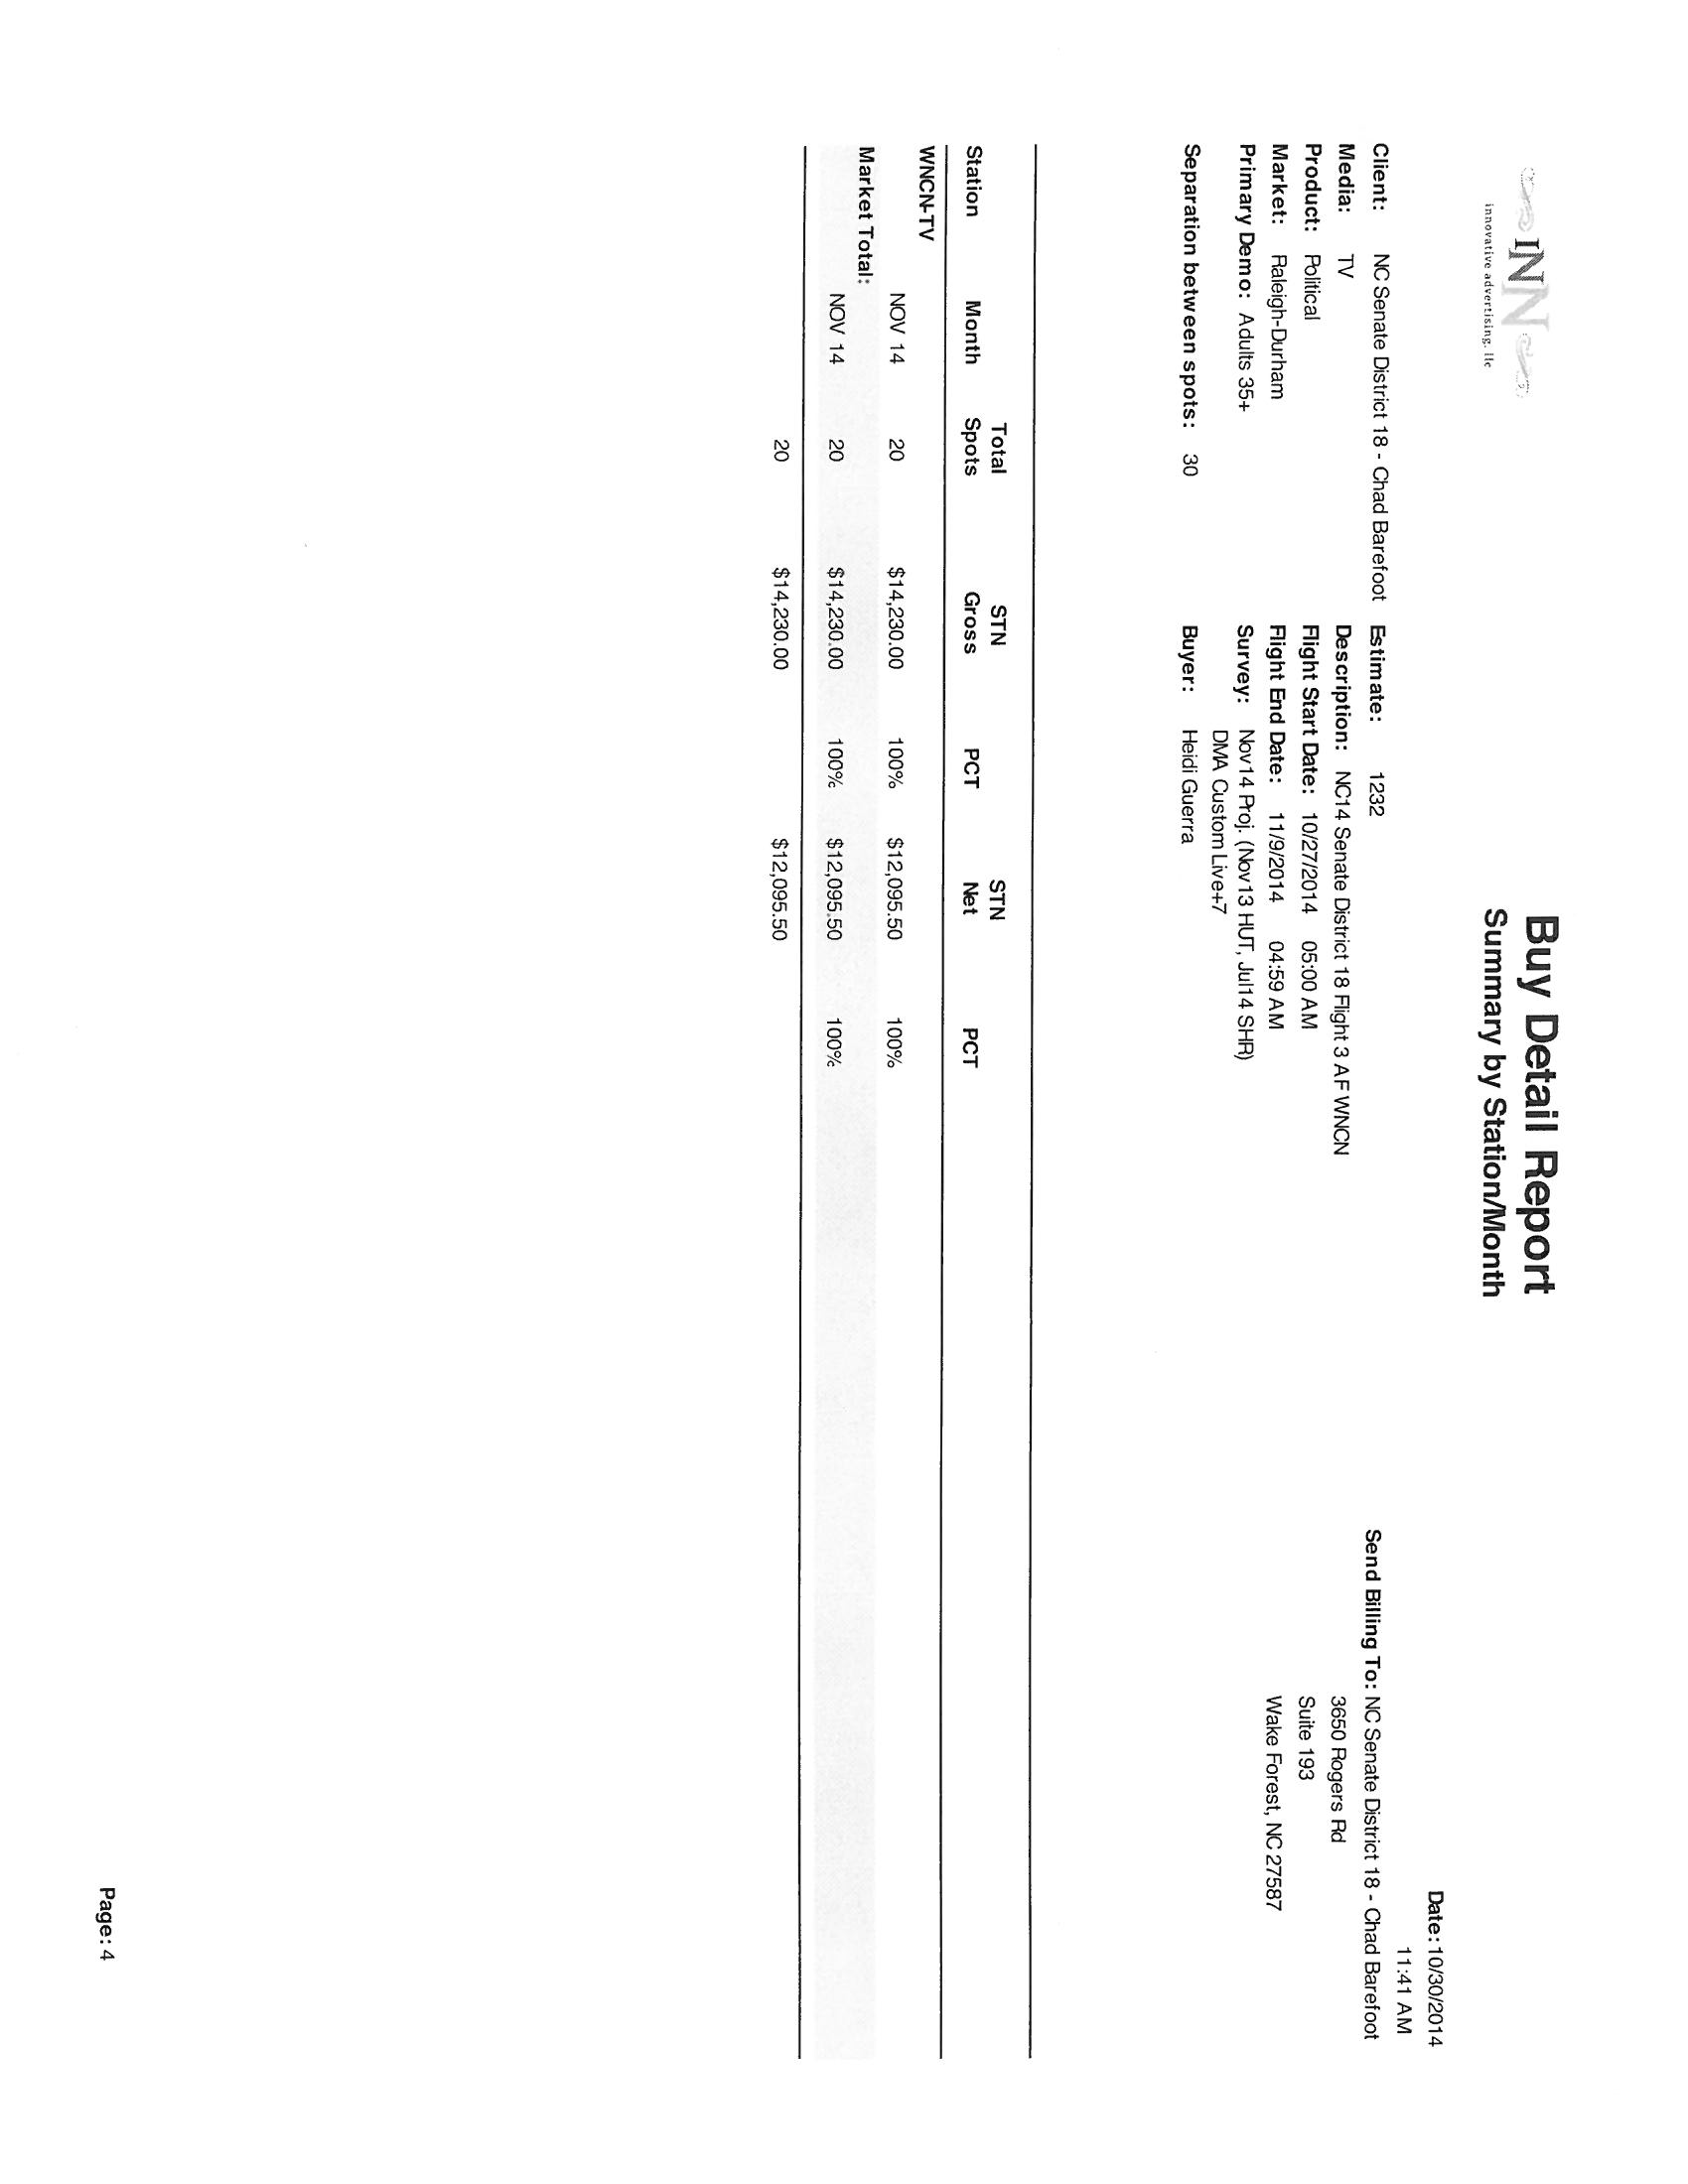 INN
innovative advertising, llc
Buy Detail Report
Summary by Station/Month
Date: 10/30/2014
11:41 AM
Client: NC Senate District 18 - Chad Barefoot
Media: TV
Product: Political
Market: Raleigh-Durham
Primary Demo: Adults 35+
Separation between spots: 30
Estimate: 1232
Description: NC14 Senate District 18 Flight 3 AF WNCN
Flight Start Date: 10/27/2014 05:00 AM
Flight End Date: 11/9/2014 04:59 AM
Survey: Nov14 Proj. (Nov13 HUT, Jul14 SHR)
DMA Custom Live+7
Buyer: Heidi Guerra
Send Billing To: NC Senate District 18 - Chad Barefoot
3650 Rogers Rd
Suite 193
Wake Forest, NC 27587
Total STN STN
Station Month Spots Gross PCT Net PCT
WNCN-TV
NOV 14 20 $14,230.00 100% $12,095.50 100%
Market Total:
NOV 14 20 $14,230.00 100% $12,095.50 100%
20 $14,230.00 $12,095.50
Page: 4